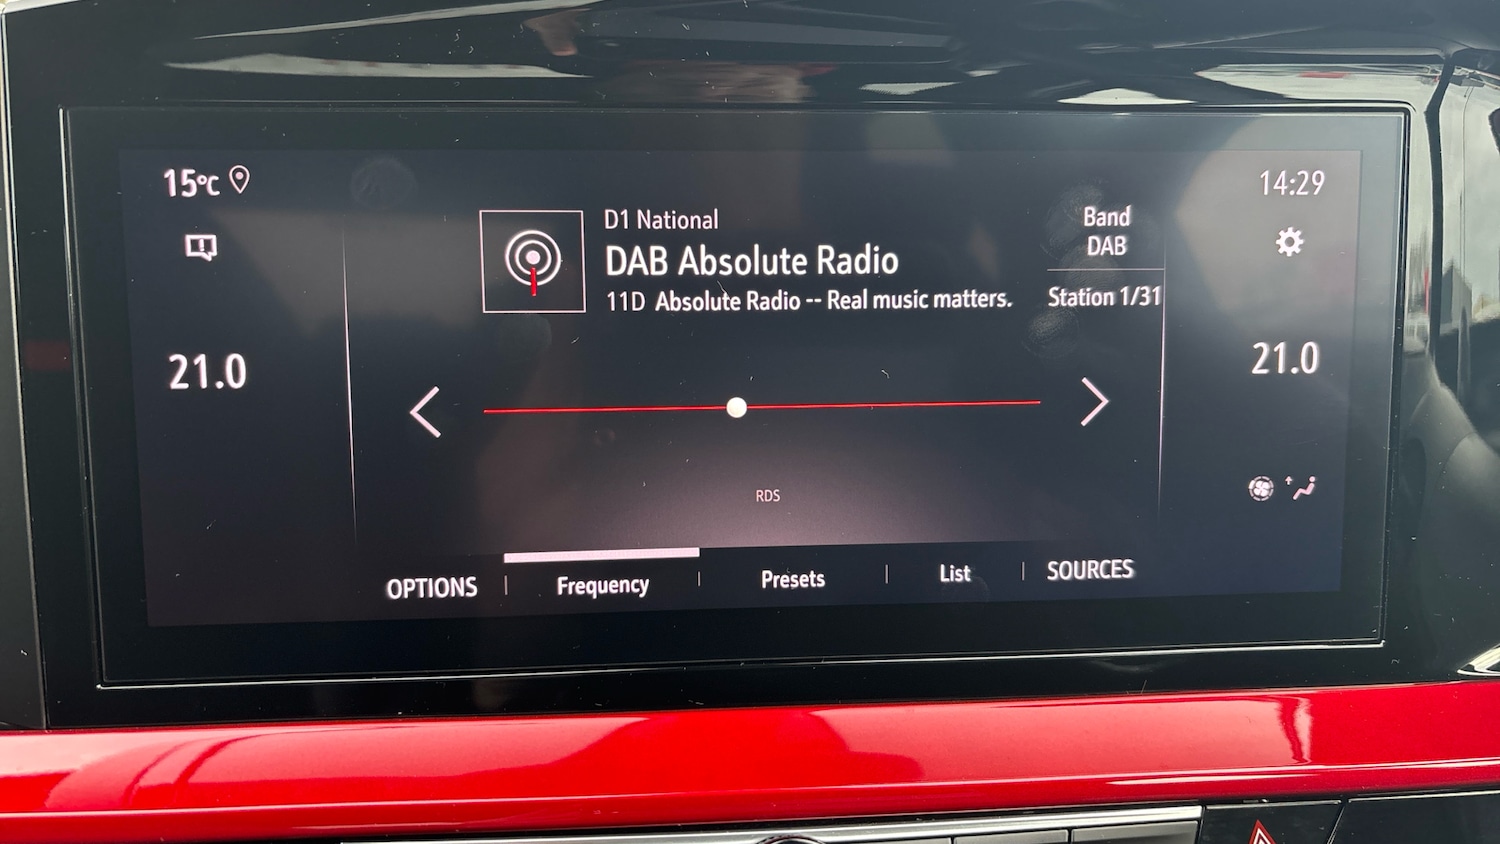 15°C
14:29
D1 National
DAB Absolute Radio
11D Absolute Radio -- Real music matters.
Band
DAB
Station 1/31
21.0
21.0
RDS
OPTIONS
Frequency
Presets
List
SOURCES